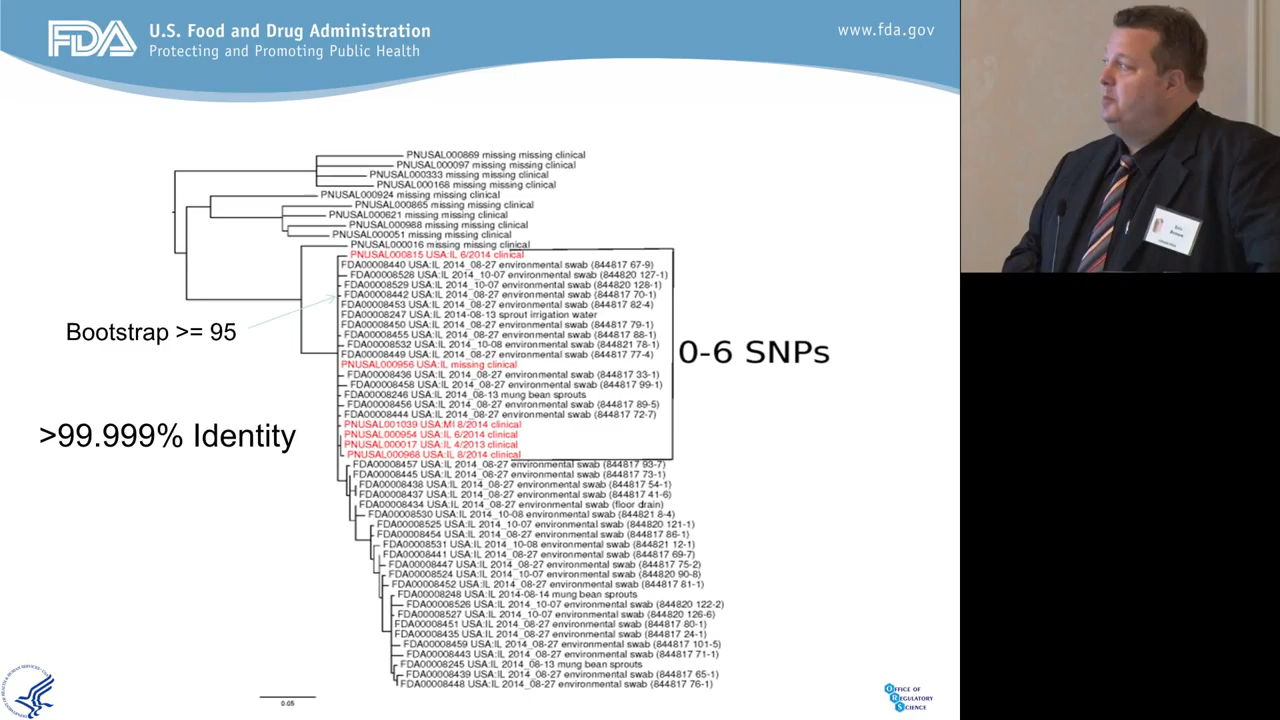 FDA
U.S. Food and Drug Administration
Protecting and Promoting Public Health
www.fda.gov
PNUSAL000869 missing missing clinical
PNUSAL000097 missing missing clinical
PNUSAL000333 missing missing clinical
PNUSAL000168 missing missing clinical
PNUSAL000924 missing missing clinical
PNUSAL000865 missing missing clinical
PNUSAL000621 missing missing clinical
PNUSAL000988 missing missing clinical
PNUSAL000051 missing missing clinical
PNUSAL000016 missing missing clinical
PNUSAL000815 USA:IL 6/2014 clinical
FDA00008440 USA:IL 2014_08-27 environmental swab (844817 67-9)
FDA00008528 USA:IL 2014_10-07 environmental swab (844820 127-1)
FDA00008529 USA:IL 2014_10-07 environmental swab (844820 128-1)
FDA00008442 USA:IL 2014_08-27 environmental swab (844817 70-1)
FDA00008453 USA:IL 2014_08-27 environmental swab (844817 82-4)
FDA00008247 USA:IL 2014-08-13 sprout irrigation water
FDA00008450 USA:IL 2014_08-27 environmental swab (844817 79-1)
FDA00008455 USA:IL 2014_08-27 environmental swab (844817 88-1)
FDA00008532 USA:IL 2014_10-08 environmental swab (844821 78-1)
FDA00008449 USA:IL 2014_08-27 environmental swab (844817 77-4)
PNUSAL000956 USA:IL missing clinical
FDA00008436 USA:IL 2014_08-27 environmental swab (844817 33-1)
FDA00008458 USA:IL 2014_08-27 environmental swab (844817 99-1)
FDA00008246 USA:IL 2014_08-13 mung bean sprouts
FDA00008456 USA:IL 2014_08-27 environmental swab (844817 89-5)
FDA00008444 USA:IL 2014_08-27 environmental swab (844817 72-7)
PNUSAL001039 USA:MI 8/2014 clinical
PNUSAL000954 USA:IL 6/2014 clinical
PNUSAL000017 USA:IL 4/2013 clinical
PNUSAL000968 USA:IL 8/2014 clinical
FDA00008457 USA:IL 2014_08-27 environmental swab (844817 93-7)
FDA00008445 USA:IL 2014_08-27 environmental swab (844817 73-1)
FDA00008438 USA:IL 2014_08-27 environmental swab (844817 54-1)
FDA00008437 USA:IL 2014_08-27 environmental swab (844817 41-6)
FDA00008434 USA:IL 2014_08-27 environmental swab (floor drain)
FDA00008530 USA:IL 2014_10-08 environmental swab (844821 8-4)
FDA00008525 USA:IL 2014_10-07 environmental swab (844820 121-1)
FDA00008454 USA:IL 2014_08-27 environmental swab (844817 86-1)
FDA00008531 USA:IL 2014_10-08 environmental swab (844821 12-1)
FDA00008441 USA:IL 2014_08-27 environmental swab (844817 69-7)
FDA00008447 USA:IL 2014_08-27 environmental swab (844817 75-2)
FDA00008524 USA:IL 2014_10-07 environmental swab (844820 90-8)
FDA00008452 USA:IL 2014_08-27 environmental swab (844817 81-1)
FDA00008248 USA:IL 2014-08-14 mung bean sprouts
FDA00008526 USA:IL 2014_10-07 environmental swab (844820 122-2)
FDA00008527 USA:IL 2014_10-07 environmental swab (844820 126-6)
FDA00008451 USA:IL 2014_08-27 environmental swab (844817 80-1)
FDA00008435 USA:IL 2014_08-27 environmental swab (844817 24-1)
FDA00008459 USA:IL 2014_08-27 environmental swab (844817 101-5)
FDA00008443 USA:IL 2014_08-27 environmental swab (844817 71-1)
FDA00008245 USA:IL 2014_08-13 mung bean sprouts
FDA00008439 USA:IL 2014_08-27 environmental swab (844817 65-1)
FDA00008448 USA:IL 2014_08-27 environmental swab (844817 76-1)
Bootstrap >= 95
0-6 SNPs
>99.999% Identity
0.05
OFFICE OF
REGULATORY
SCIENCE
Eric
Brown